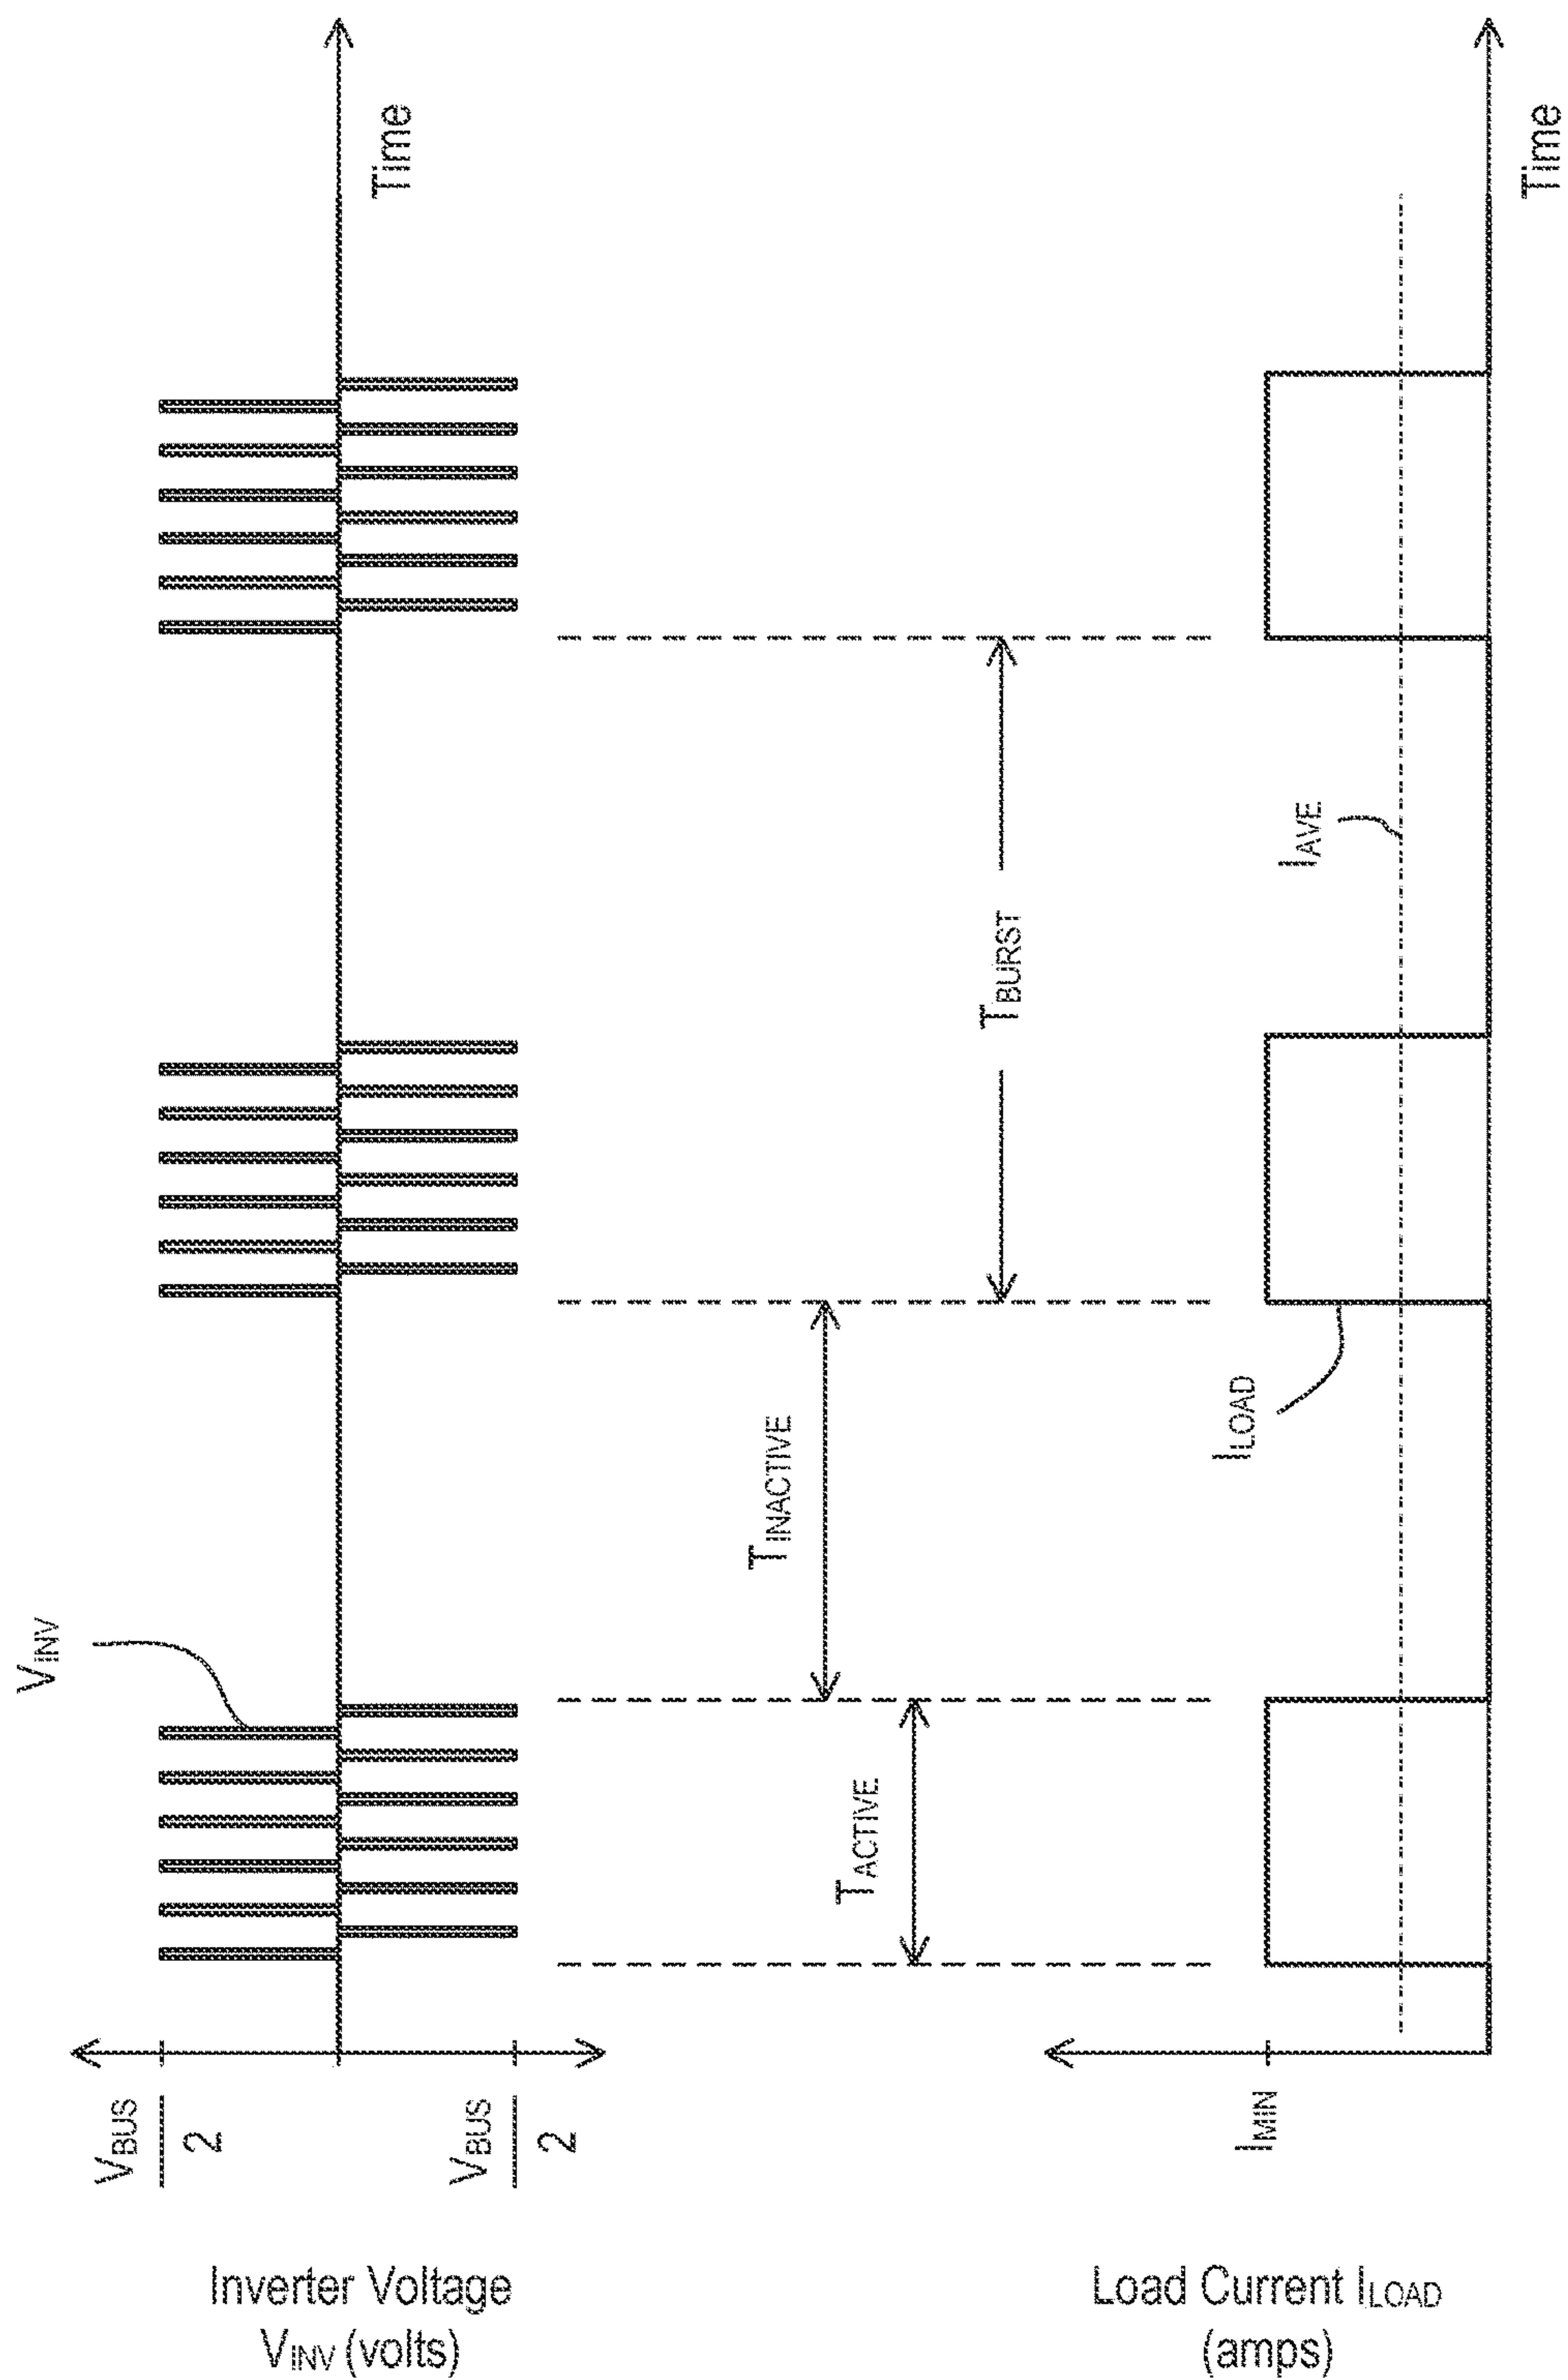 Inverter Voltage
VINV (volts)
VBUS
2
VBUS
2
VINV
Time
TACTIVE
TINACTIVE
TBURST
Load Current ILOAD
(amps)
IMIN
ILOAD
IAVE
Time